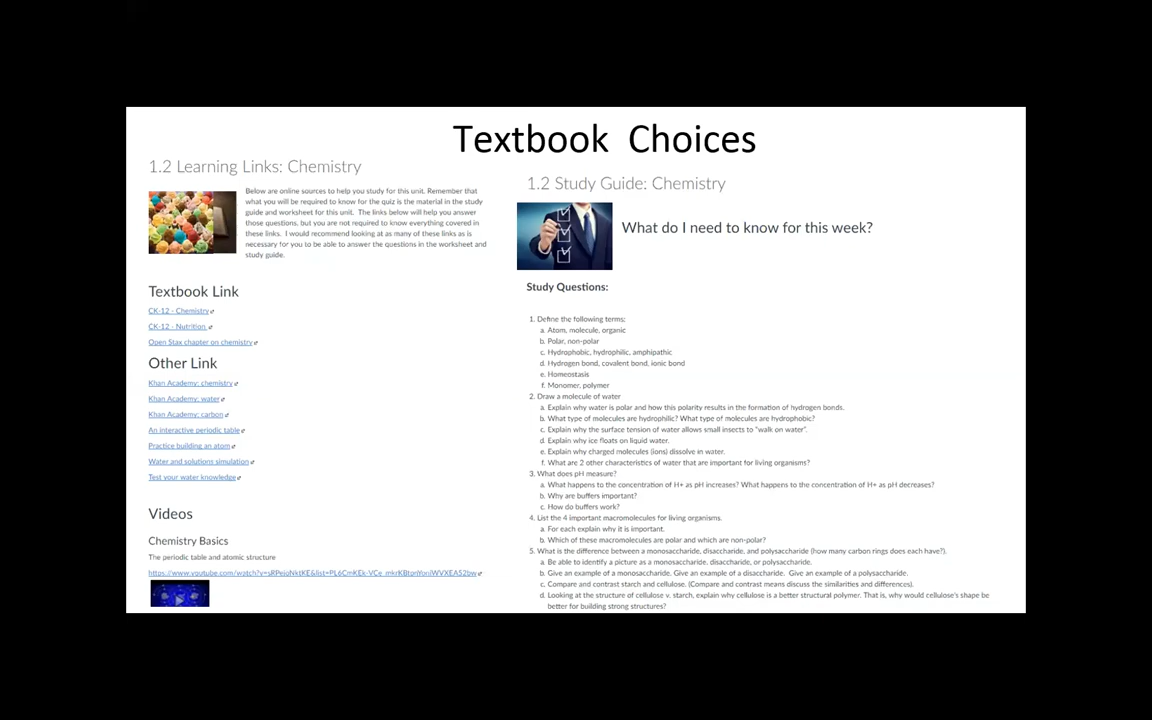 Textbook Choices
1.2 Learning Links: Chemistry
Below are online sources to help you study for this unit. Remember that
what you will be required to know for the quiz is the material in the study
guide and worksheet for this unit. The links below will help you answer
those questions, but you are not required to know everything covered in
these links. I would recommend looking at as many of these links as is
necessary for you to be able to answer the questions in the worksheet and
study guide.
Textbook Link
CK-12 - Chemistry
CK-12 - Nutrition
Open Stax chapter on chemistry
Other Link
Khan Academy: chemistry
Khan Academy: water
Khan Academy: carbon
An interactive periodic table
Practice building an atom
Water and solutions simulation
Test your water knowledge
Videos
Chemistry Basics
The periodic table and atomic structure
1.2 Study Guide: Chemistry
What do I need to know for this week?
Study Questions:
1. Define the following terms:
a. Atom, molecule, organic
b. Polar, non-polar
c. Hydrophobic, hydrophilic, amphipathic
d. Hydrogen bond, covalent bond, ionic bond
e. Homeostasis
f. Monomer, polymer
2. Draw a molecule of water
a. Explain why water is polar and how this polarity results in the formation of hydrogen bonds.
b. What type of molecules are hydrophilic? What type of molecules are hydrophobic?
c. Explain why the surface tension of water allows small insects to "walk on water".
d. Explain why ice floats on liquid water.
e. Explain why charged molecules (ions) dissolve in water.
f. What are 2 other characteristics of water that are important for living organisms?
3. What does pH measure?
a. What happens to the concentration of H+ as pH increases? What happens to the concentration of H+ as pH decreases?
b. Why are buffers important?
c. How do buffers work?
4. List the 4 important macromolecules for living organisms.
a. For each explain why it is important.
b. Which of these macromolecules are polar and which are non-polar?
5. What is the difference between a monosaccharide, disaccharide, and polysaccharide (how many carbon rings does each have?).
a. Be able to identify a picture as a monosaccharide, disaccharide, or polysaccharide.
b. Give an example of a monosaccharide. Give an example of a disaccharide. Give an example of a polysaccharide.
c. Compare and contrast starch and cellulose. (Compare and contrast means discuss the similarities and differences).
d. Looking at the structure of cellulose v. starch, explain why cellulose is a better structural polymer. That is, why would cellulose's shape be
better for building strong structures?